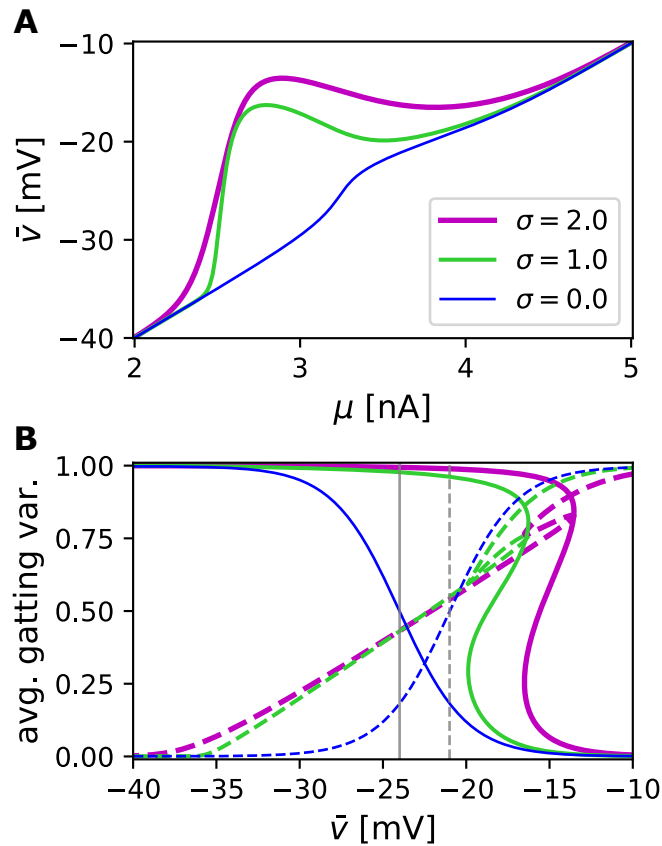 A
−10
−20
−30
−40
v̄ [mV]
σ = 2.0
σ = 1.0
σ = 0.0
2 3 4 5
μ [nA]
B
1.00
0.75
0.50
0.25
0.00
avg. gatting var.
−40 −35 −30 −25 −20 −15 −10
v̄ [mV]